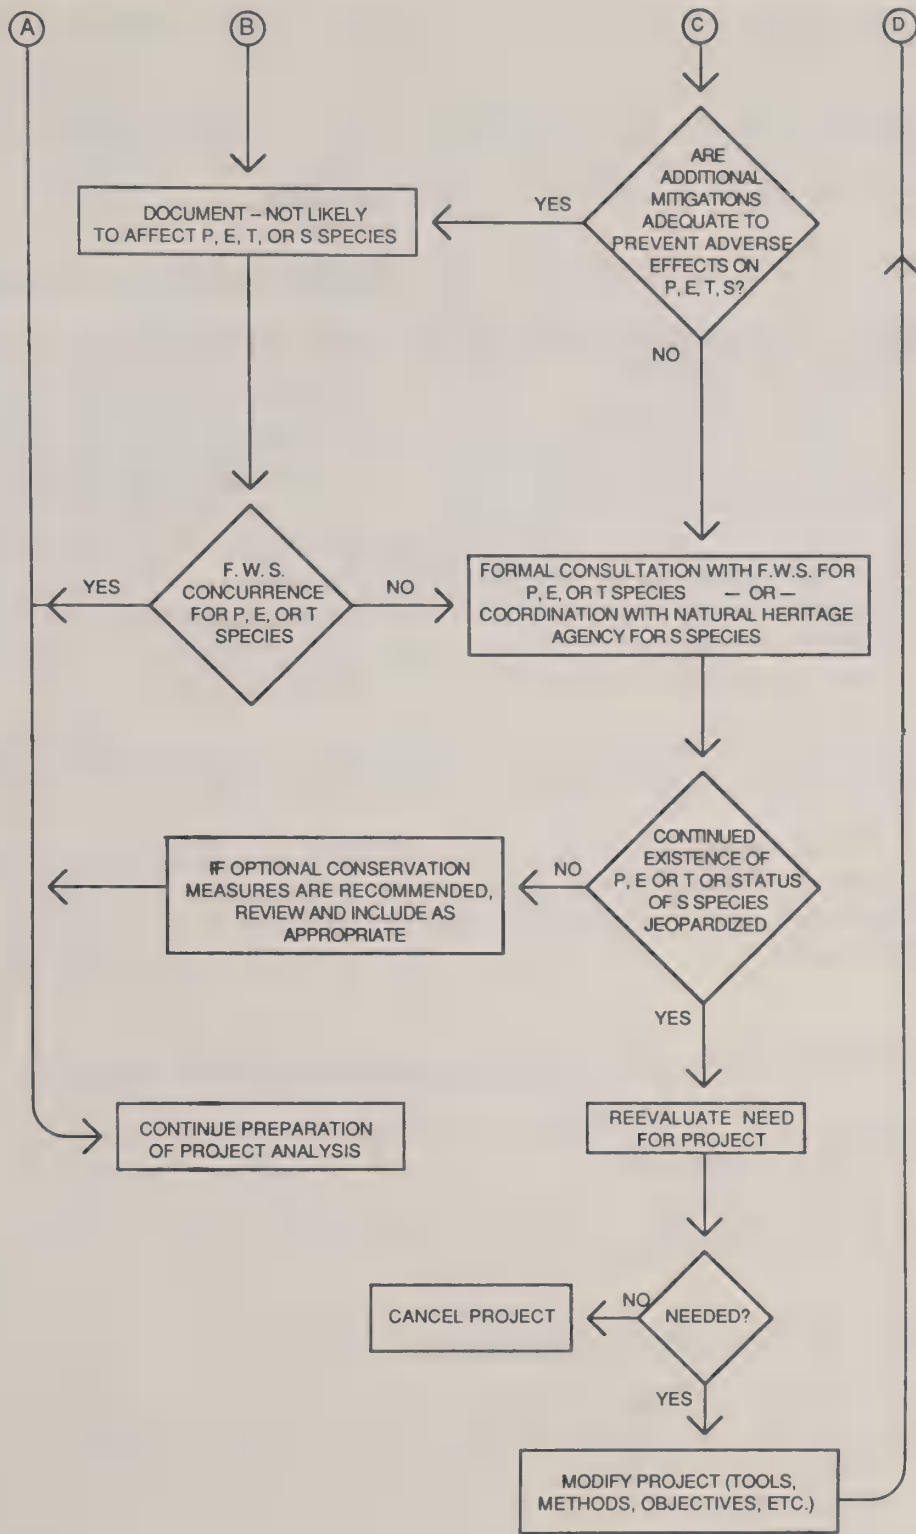 A
B
C
D
ARE
ADDITIONAL
MITIGATIONS
ADEQUATE TO
PREVENT ADVERSE
EFFECTS ON
P, E, T, S?
YES
DOCUMENT – NOT LIKELY
TO AFFECT P, E, T, OR S SPECIES
NO
F. W. S.
CONCURRENCE
FOR P, E, OR T
SPECIES
YES
NO
FORMAL CONSULTATION WITH F.W.S. FOR
P, E, OR T SPECIES — OR —
COORDINATION WITH NATURAL HERITAGE
AGENCY FOR S SPECIES
CONTINUED
EXISTENCE OF
P, E OR T OR STATUS
OF S SPECIES
JEOPARDIZED
NO
IF OPTIONAL CONSERVATION
MEASURES ARE RECOMMENDED,
REVIEW AND INCLUDE AS
APPROPRIATE
YES
CONTINUE PREPARATION
OF PROJECT ANALYSIS
REEVALUATE NEED
FOR PROJECT
NEEDED?
NO
CANCEL PROJECT
YES
MODIFY PROJECT (TOOLS,
METHODS, OBJECTIVES, ETC.)